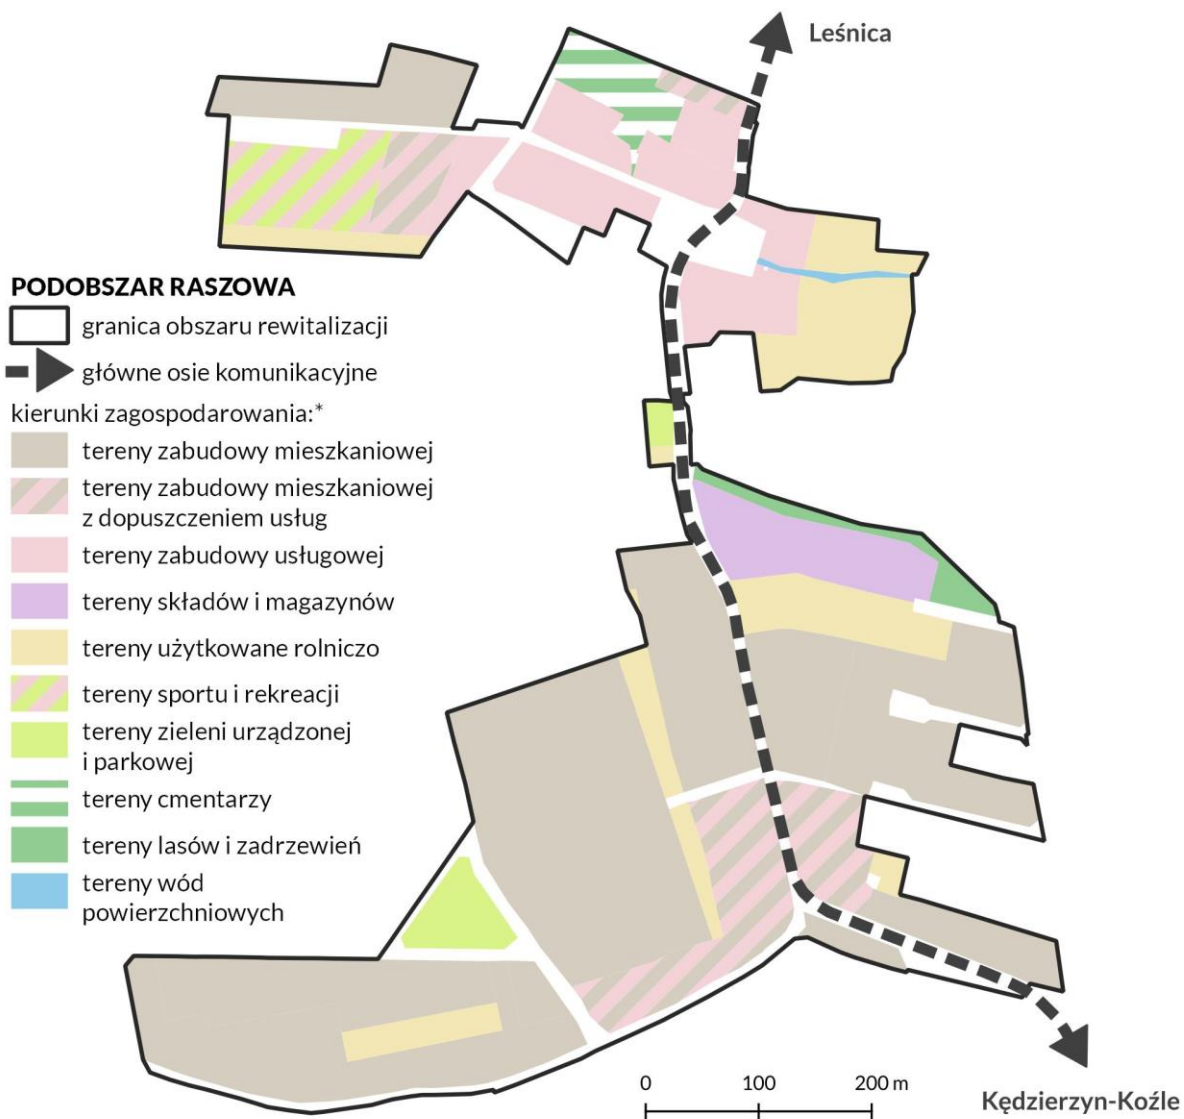 Leśnica
PODOBSZAR RASZOWA
granica obszaru rewitalizacji
główne osie komunikacyjne
kierunki zagospodarowania:*
tereny zabudowy mieszkaniowej
tereny zabudowy mieszkaniowej
z dopuszczeniem usług
tereny zabudowy usługowej
tereny składów i magazynów
tereny użytkowane rolniczo
tereny sportu i rekreacji
tereny zieleni urządzonej
i parkowej
tereny cmentarzy
tereny lasów i zadrzewień
tereny wód
powierzchniowych
0 100 200 m
Kędzierzyn-Koźle